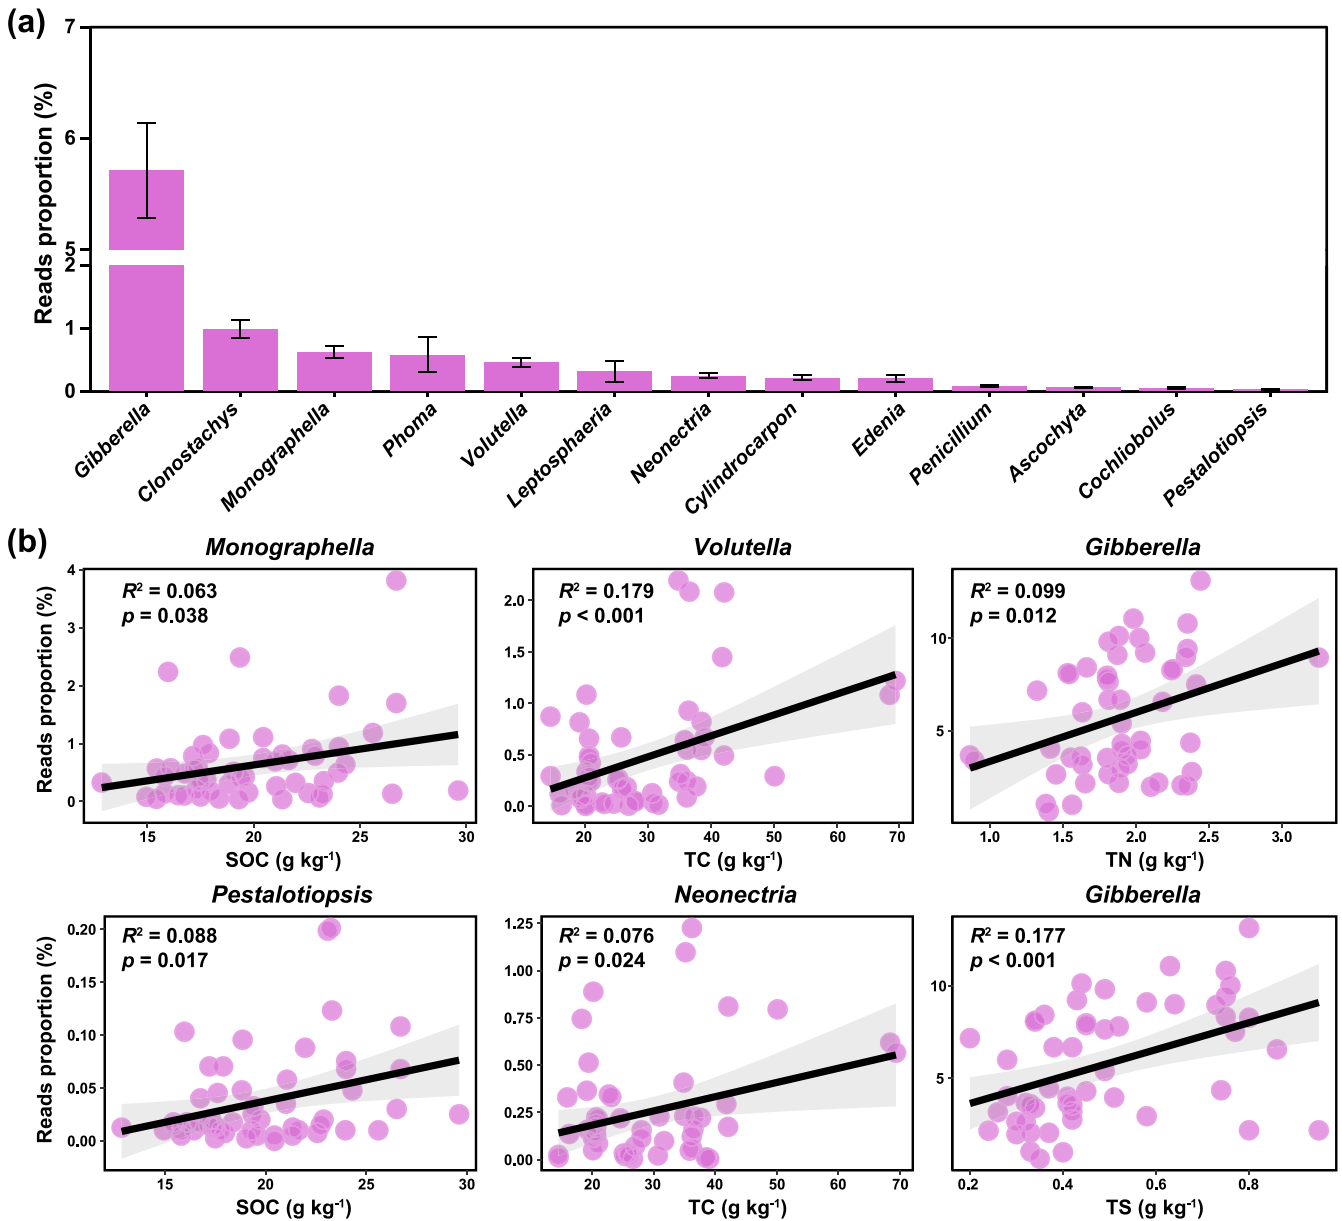 (a)
Reads proportion (%)
7
6
5
2
1
0
Gibberella
Clonostachys
Monographella
Phoma
Volutella
Leptosphaeria
Neonectria
Cylindrocarpon
Edenia
Penicillium
Ascochyta
Cochliobolus
Pestalotiopsis
(b)
Monographella
Reads proportion (%)
R² = 0.063
p = 0.038
4
3
2
1
0
15 20 25 30
SOC (g kg⁻¹)
Volutella
R² = 0.179
p < 0.001
2.0
1.5
1.0
0.5
0.0
20 30 40 50 60 70
TC (g kg⁻¹)
Gibberella
R² = 0.099
p = 0.012
10
5
1.0 1.5 2.0 2.5 3.0
TN (g kg⁻¹)
Pestalotiopsis
Reads proportion (%)
R² = 0.088
p = 0.017
0.20
0.15
0.10
0.05
0.00
15 20 25 30
SOC (g kg⁻¹)
Neonectria
R² = 0.076
p = 0.024
1.25
1.00
0.75
0.50
0.25
0.00
20 30 40 50 60 70
TC (g kg⁻¹)
Gibberella
R² = 0.177
p < 0.001
10
5
0.2 0.4 0.6 0.8
TS (g kg⁻¹)